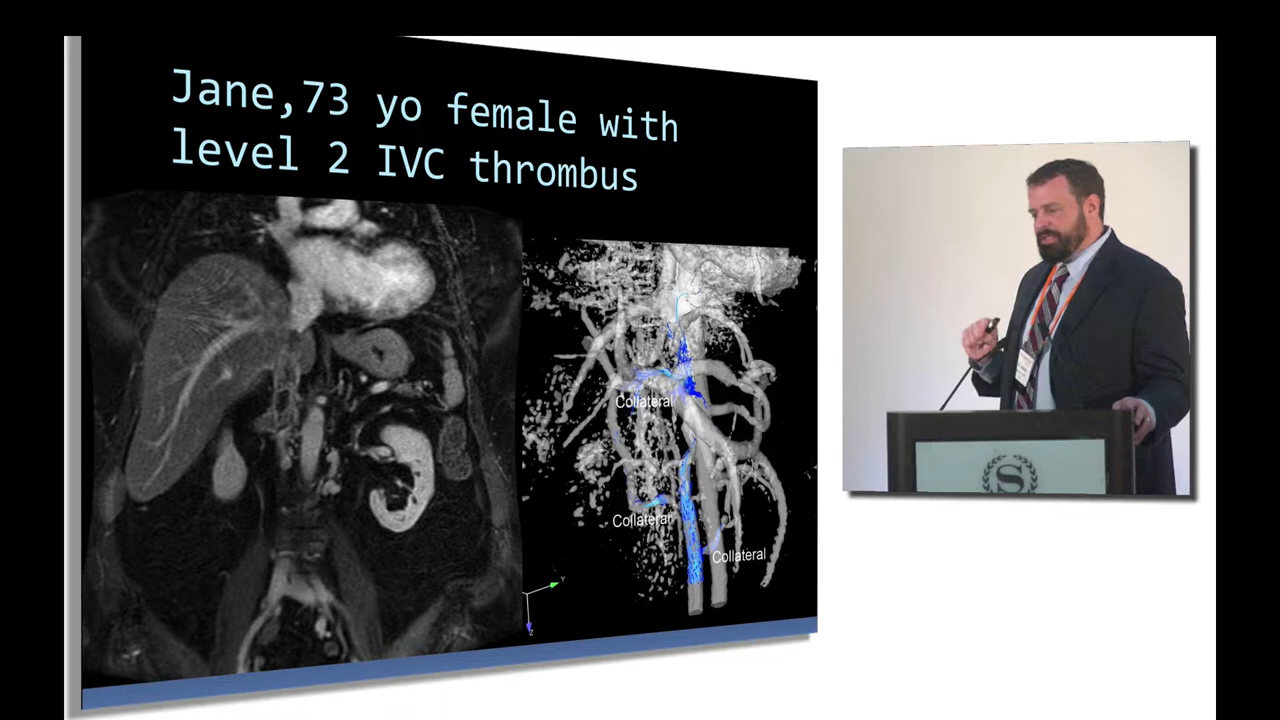 Jane,73 yo female with
level 2 IVC thrombus
Collateral
Collateral
Collateral
Y
Z
S